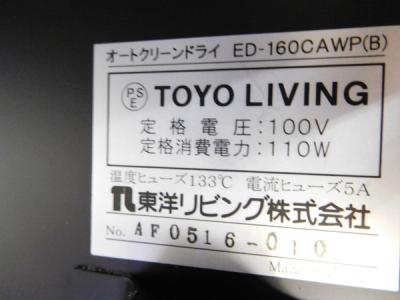 オートクリーンドライ ED-160CAWP(B)
PS
E
TOYO LIVING
定格電圧:100V
定格消費電力:110W
温度ヒューズ133℃ 電流ヒューズ5A
東洋リビング株式会社
No. AF0516-010
Made